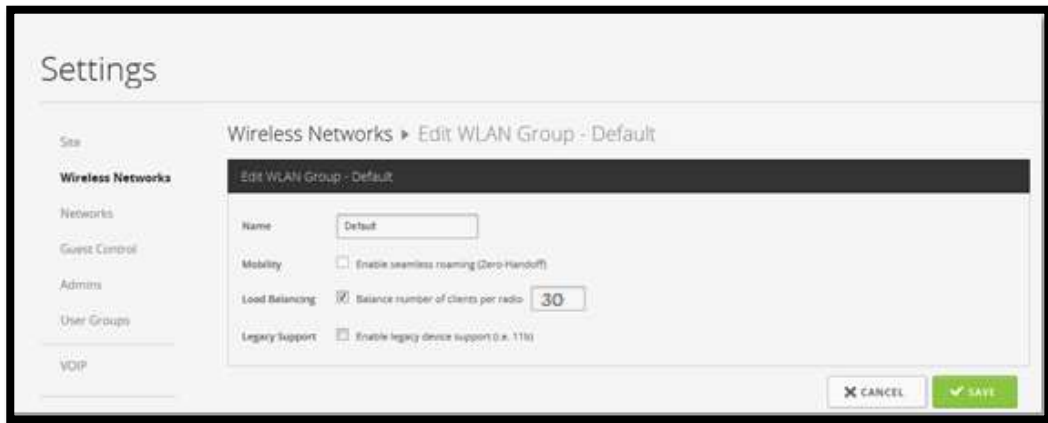 Settings
Site
Wireless Networks
Networks
Guest Control
Admins
User Groups
VOIP
Wireless Networks ▸ Edit WLAN Group - Default
Edit WLAN Group - Default
Name Default
Mobility Enable seamless roaming (Zero-Handoff)
Load Balancing Balance number of clients per radio 30
Legacy Support Enable legacy device support (i.e. 11b)
CANCEL SAVE